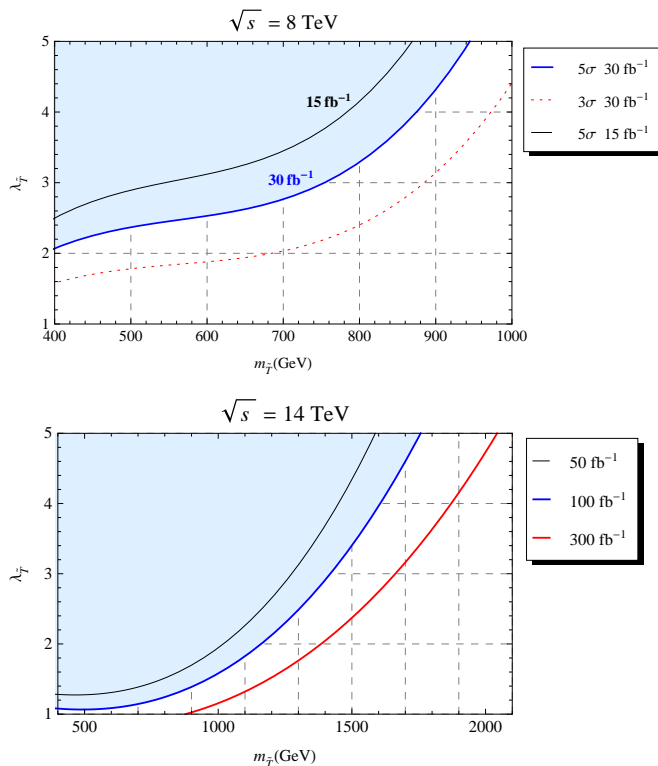 √s = 8 TeV
5
4
3
2
1
λ_T̃
15 fb⁻¹
30 fb⁻¹
400 500 600 700 800 900 1000
m_T̃(GeV)
5σ 30 fb⁻¹
3σ 30 fb⁻¹
5σ 15 fb⁻¹
√s = 14 TeV
5
4
3
2
1
λ_T̃
500 1000 1500 2000
m_T̃(GeV)
50 fb⁻¹
100 fb⁻¹
300 fb⁻¹